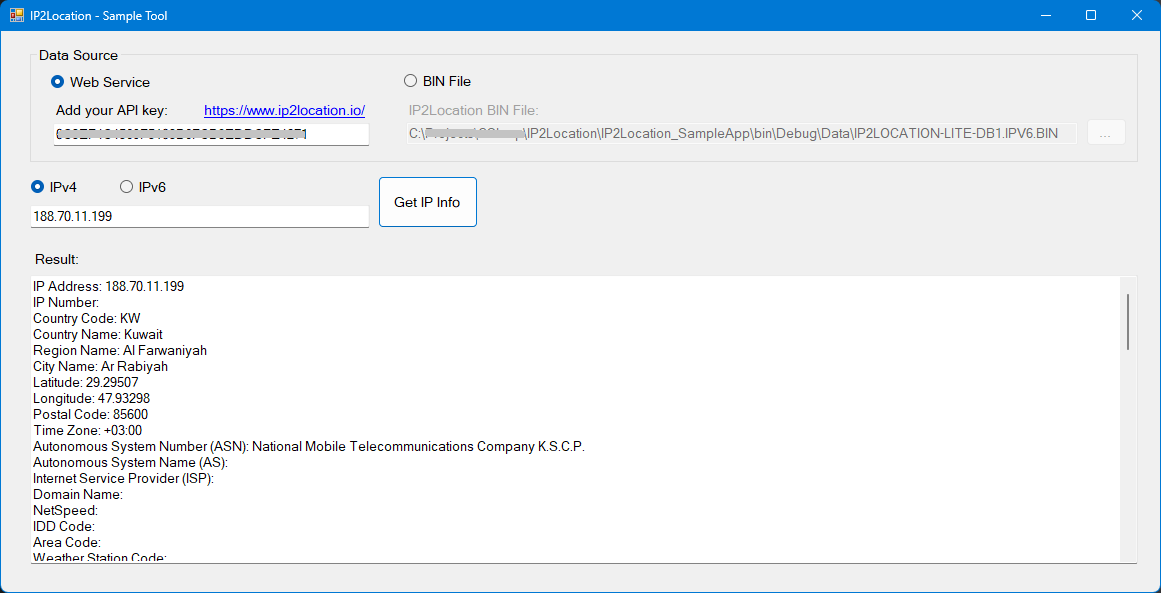 IP2Location - Sample Tool
Data Source
Web Service
BIN File
Add your API key: https://www.ip2location.io/
IP2Location BIN File:
C:\ \IP2Location\IP2Location_SampleApp\bin\Debug\Data\IP2LOCATION-LITE-DB1.IPV6.BIN
...
IPv4
IPv6
188.70.11.199
Get IP Info
Result:
IP Address: 188.70.11.199
IP Number:
Country Code: KW
Country Name: Kuwait
Region Name: Al Farwaniyah
City Name: Ar Rabiyah
Latitude: 29.29507
Longitude: 47.93298
Postal Code: 85600
Time Zone: +03:00
Autonomous System Number (ASN): National Mobile Telecommunications Company K.S.C.P.
Autonomous System Name (AS):
Internet Service Provider (ISP):
Domain Name:
NetSpeed:
IDD Code:
Area Code:
Weather Station Code: